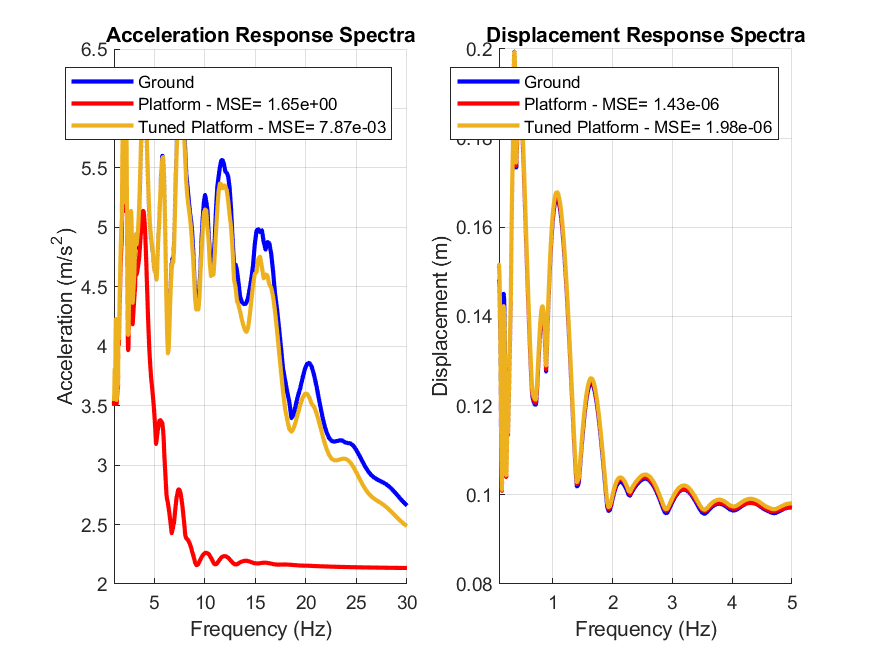 Acceleration Response Spectra
6.5
5.5
5
4.5
4
3.5
3
2.5
2
Acceleration (m/s²)
Ground
Platform - MSE= 1.65e+00
Tuned Platform - MSE= 7.87e-03
5 10 15 20 25 30
Frequency (Hz)
Displacement Response Spectra
0.2
0.18
0.16
0.14
0.12
0.1
0.08
Displacement (m)
Ground
Platform - MSE= 1.43e-06
Tuned Platform - MSE= 1.98e-06
1 2 3 4 5
Frequency (Hz)